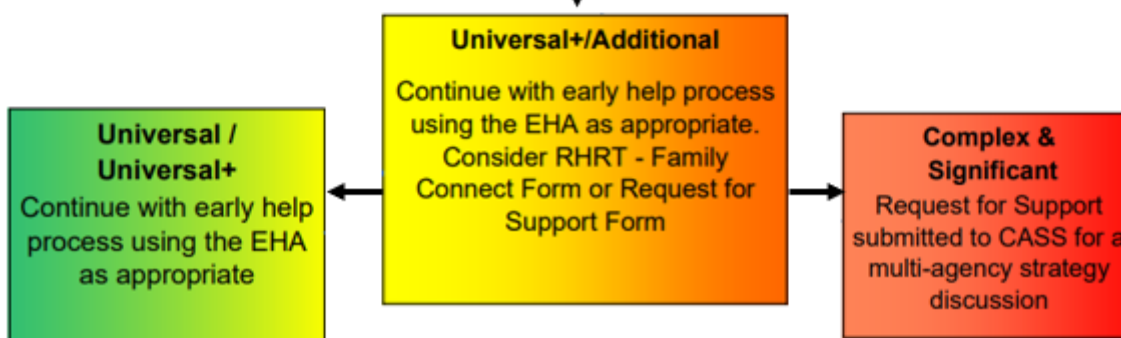 Universal+/Additional
Continue with early help process
using the EHA as appropriate.
Consider RHRT - Family
Connect Form or Request for
Support Form
Universal /
Universal+
Continue with early help
process using the EHA
as appropriate
Complex &
Significant
Request for Support
submitted to CASS for a
multi-agency strategy
discussion